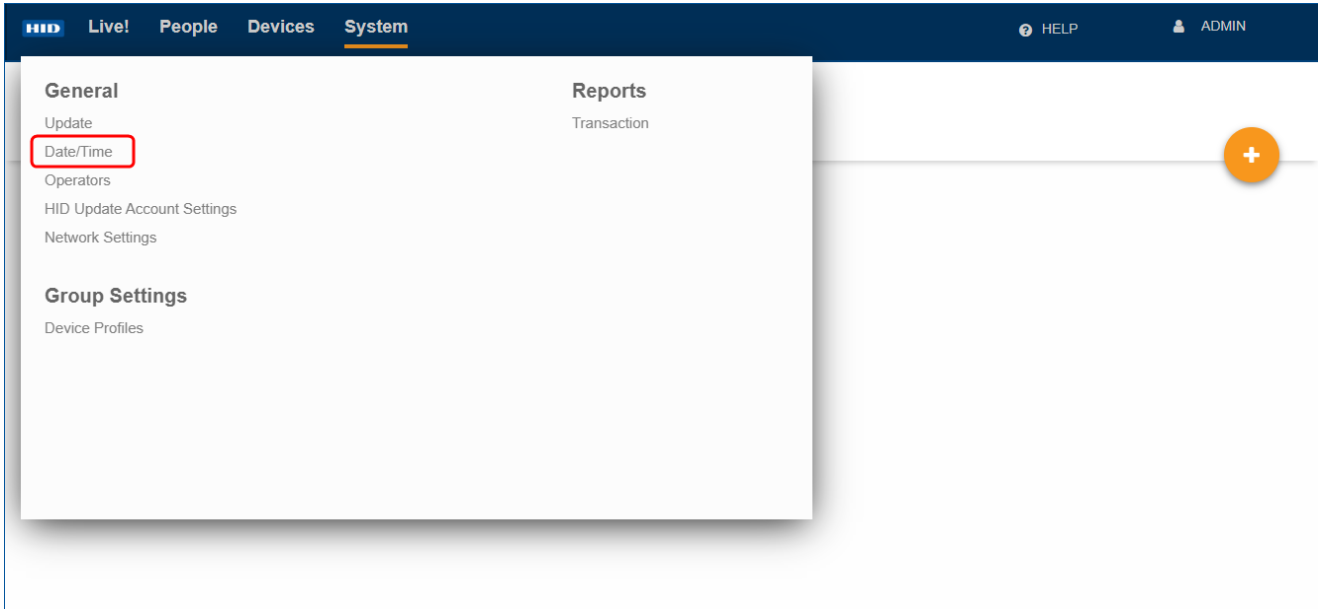 HID Live! People Devices System HELP ADMIN
General
Update
Date/Time
Operators
HID Update Account Settings
Network Settings
Group Settings
Device Profiles
Reports
Transaction